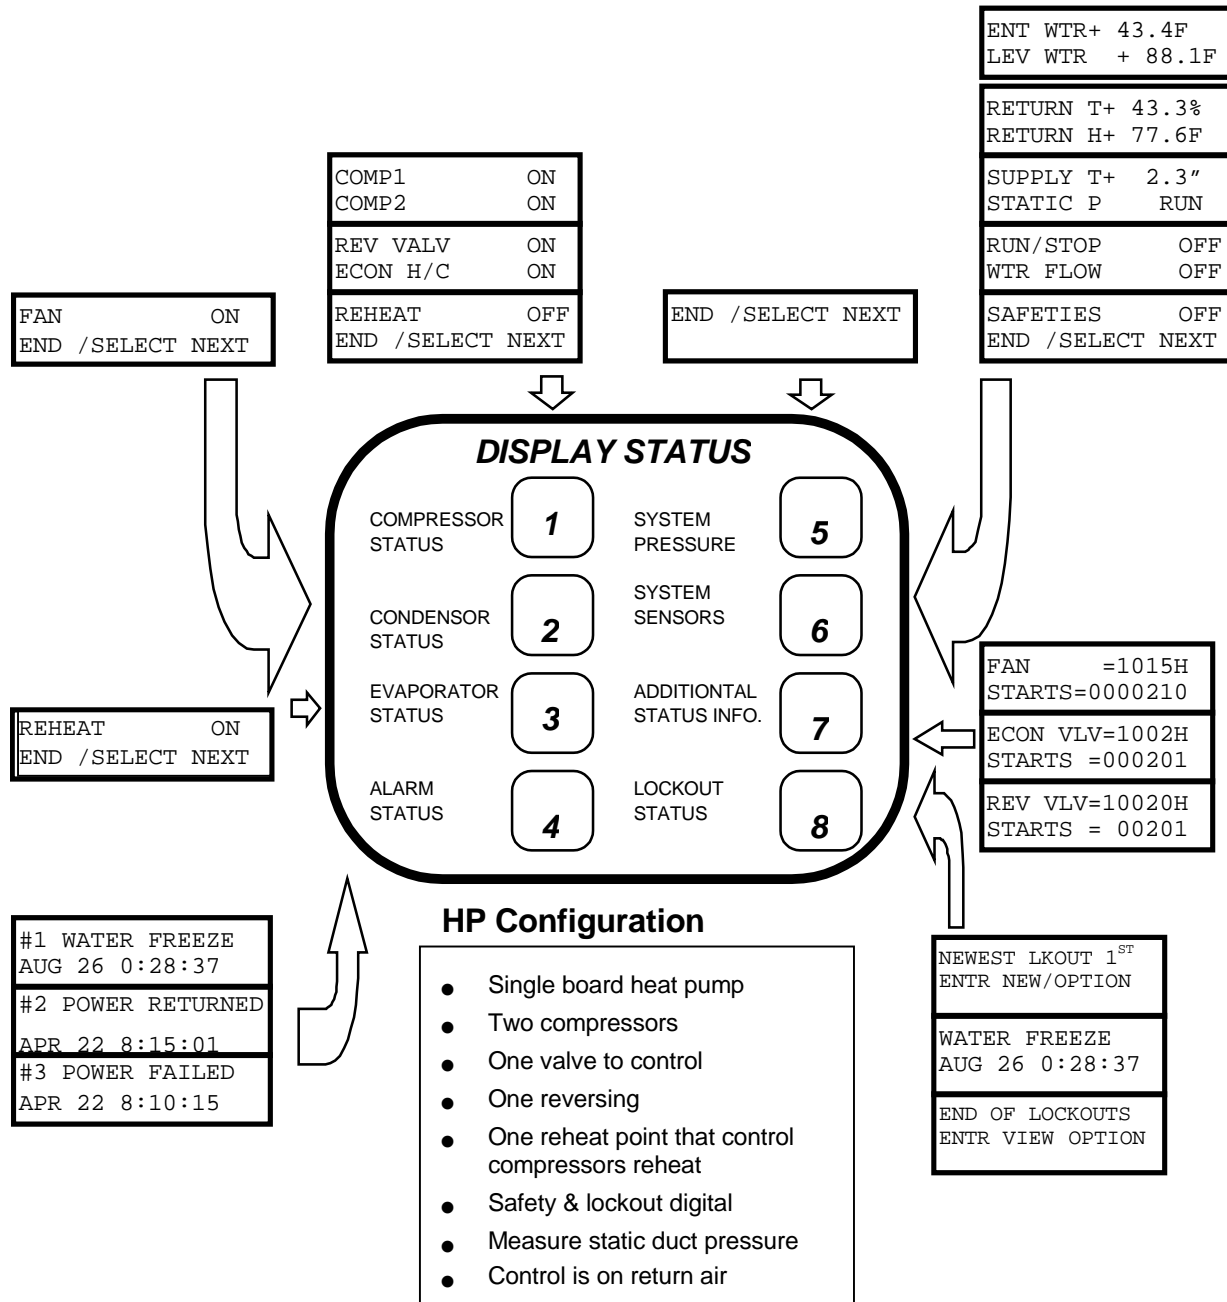 ENT WTR+ 43.4F
LEV WTR + 88.1F
RETURN T+ 43.3%
RETURN H+ 77.6F
SUPPLY T+ 2.3″
STATIC P RUN
RUN/STOP OFF
WTR FLOW OFF
SAFETIES OFF
END /SELECT NEXT
COMP1 ON
COMP2 ON
REV VALV ON
ECON H/C ON
REHEAT OFF
END /SELECT NEXT
END /SELECT NEXT
FAN ON
END /SELECT NEXT
DISPLAY STATUS
COMPRESSOR STATUS 1
SYSTEM PRESSURE 5
CONDENSOR STATUS 2
SYSTEM SENSORS 6
EVAPORATOR STATUS 3
ADDITIONTAL STATUS INFO. 7
ALARM STATUS 4
LOCKOUT STATUS 8
REHEAT ON
END /SELECT NEXT
FAN =1015H
STARTS=0000210
ECON VLV=1002H
STARTS =000201
REV VLV=10020H
STARTS = 00201
#1 WATER FREEZE
AUG 26 0:28:37
#2 POWER RETURNED
APR 22 8:15:01
#3 POWER FAILED
APR 22 8:10:15
NEWEST LKOUT 1ST
ENTR NEW/OPTION
WATER FREEZE
AUG 26 0:28:37
END OF LOCKOUTS
ENTR VIEW OPTION
HP Configuration
● Single board heat pump
● Two compressors
● One valve to control
● One reversing
● One reheat point that control
compressors reheat
● Safety & lockout digital
● Measure static duct pressure
● Control is on return air